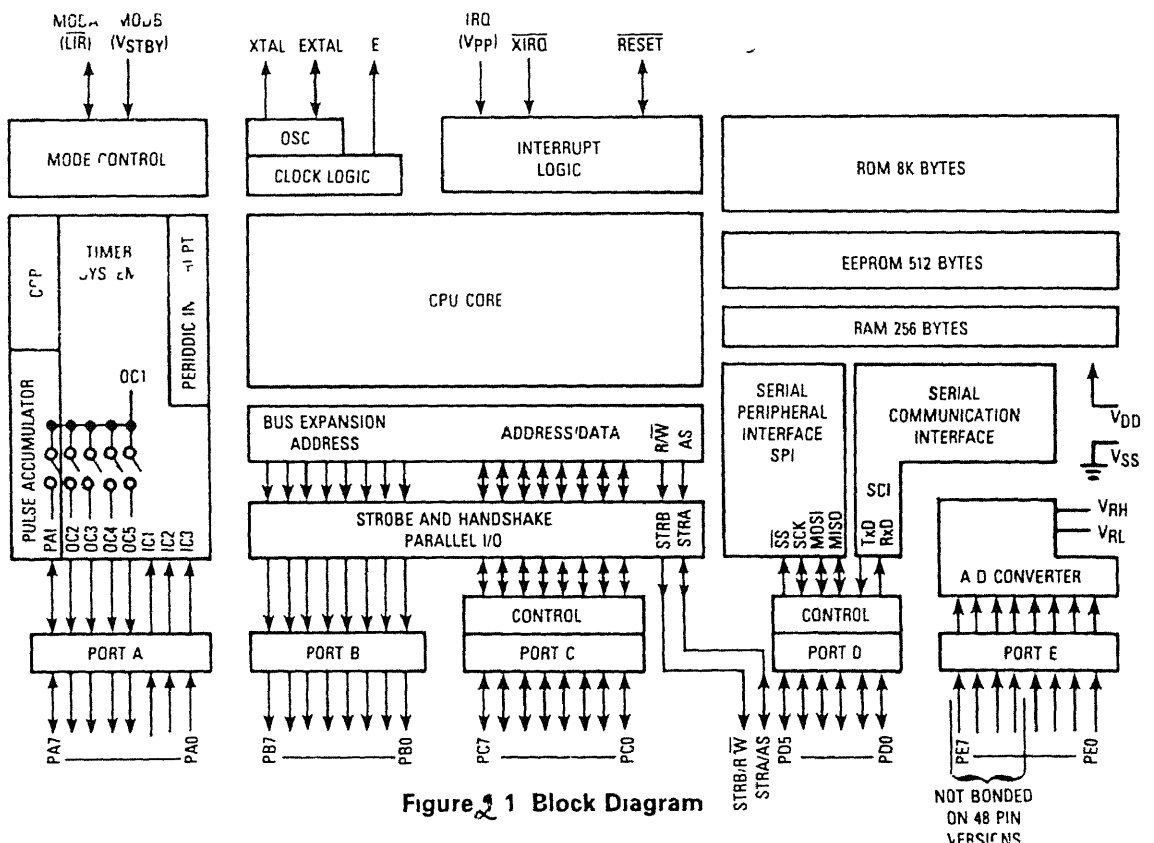 (LIR) (VSTBY)
XTAL EXTAL E
IRQ
(VPP) XIRQ
RESET
MODE CONTROL
OSC
CLOCK LOGIC
INTERRUPT
LOGIC
ROM 8K BYTES
EEPROM 512 BYTES
RAM 256 BYTES
TIMER
CPU CORE
OC1
PULSE ACCUMULATOR
PA1
OC2
OC3
OC4
OC5
IC1
IC2
IC3
BUS EXPANSION
ADDRESS
ADDRESS/DATA
R/W
AS
STROBE AND HANDSHAKE
PARALLEL I/O
STRB
STRA
SERIAL
PERIPHERAL
INTERFACE
SPI
SS
SCK
MOSI
MISO
SERIAL
COMMUNICATION
INTERFACE
SCI
TxD
RxD
VDD
VSS
VRH
VRL
A D CONVERTER
CONTROL
CONTROL
PORT A
PORT B
PORT C
PORT D
PORT E
PA7
PA0
PB7
PB0
PC7
PC0
STRB/R W
STRA/AS
PD5
PD0
PE7
PE0
NOT BONDED
ON 48 PIN
VERSIONS
Figure 2 1 Block Diagram